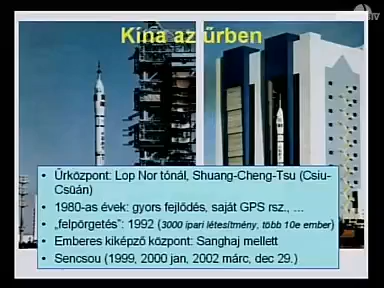 Kína az űrben
• Űrközpont: Lop Nor tónál, Shuang-Cheng-Tsu (Csiu-
Csüán)
• 1980-as évek: gyors fejlődés, saját GPS rsz., ...
• „felpörgetés”: 1992 (3000 ipari létesítmény, több 10e ember)
• Emberes kiképző központ: Sanghaj mellett
• Sencsou (1999, 2000 jan, 2002 márc, dec 29.)